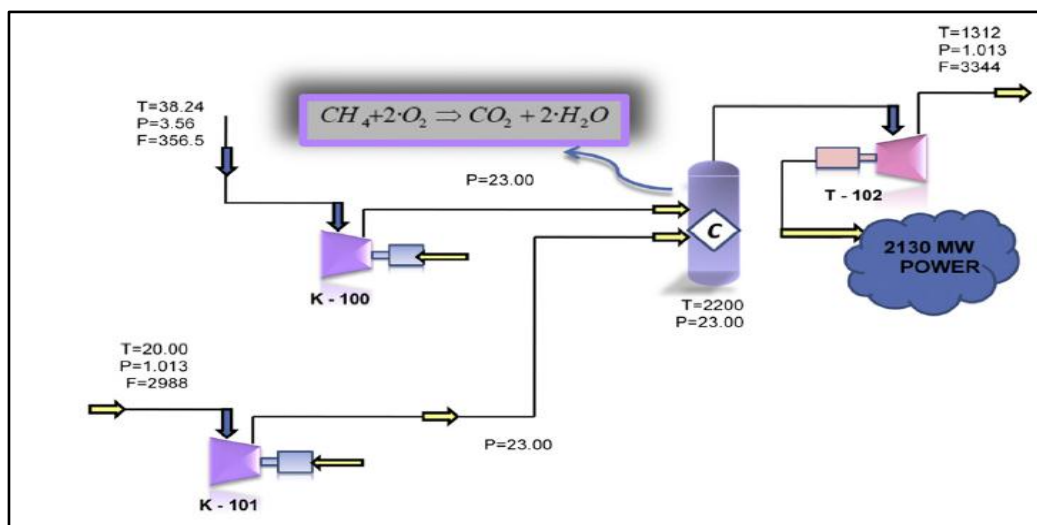 T=1312
P=1.013
F=3344
CH₄+2·O₂ ⇒ CO₂ + 2·H₂O
T=38.24
P=3.56
F=356.5
P=23.00
T - 102
C
2130 MW
POWER
K - 100
T=2200
P=23.00
T=20.00
P=1.013
F=2988
P=23.00
K - 101